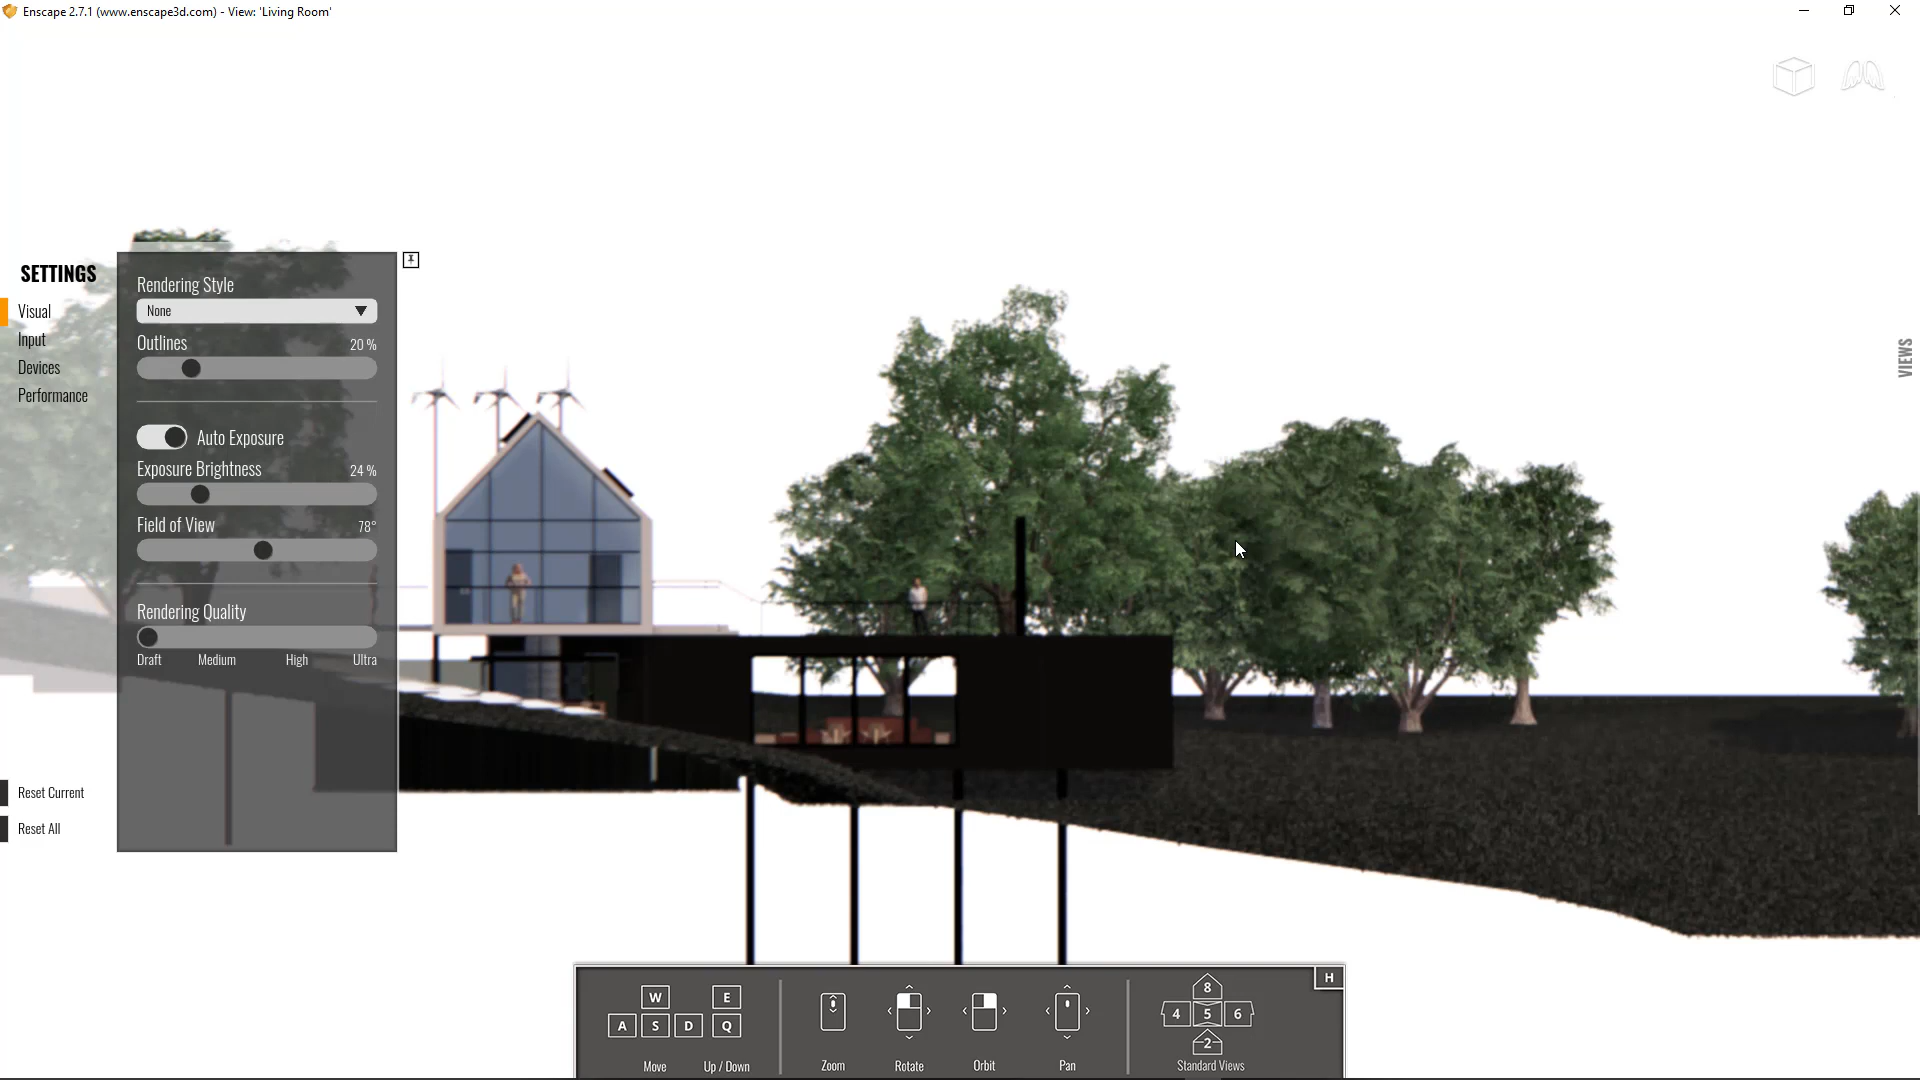 Enscape 2.7.1 (www.enscape3d.com) - View: 'Living Room'
SETTINGS
Visual
Input
Devices
Performance
Reset Current
Reset All
Rendering Style
None
Outlines
20 %
Auto Exposure
Exposure Brightness
24 %
Field of View
78°
Rendering Quality
Draft
Medium
High
Ultra
VIEWS
H
W
E
A
S
D
Q
8
4
5
6
2
Move
Up / Down
Zoom
Rotate
Orbit
Pan
Standard Views